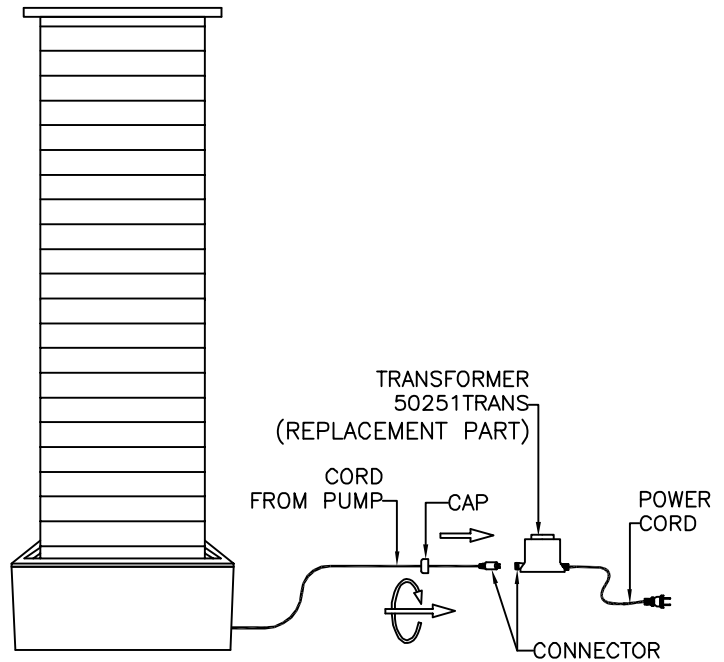 TRANSFORMER
50251TRANS
(REPLACEMENT PART)
CORD
FROM PUMP
CAP
POWER
CORD
CONNECTOR